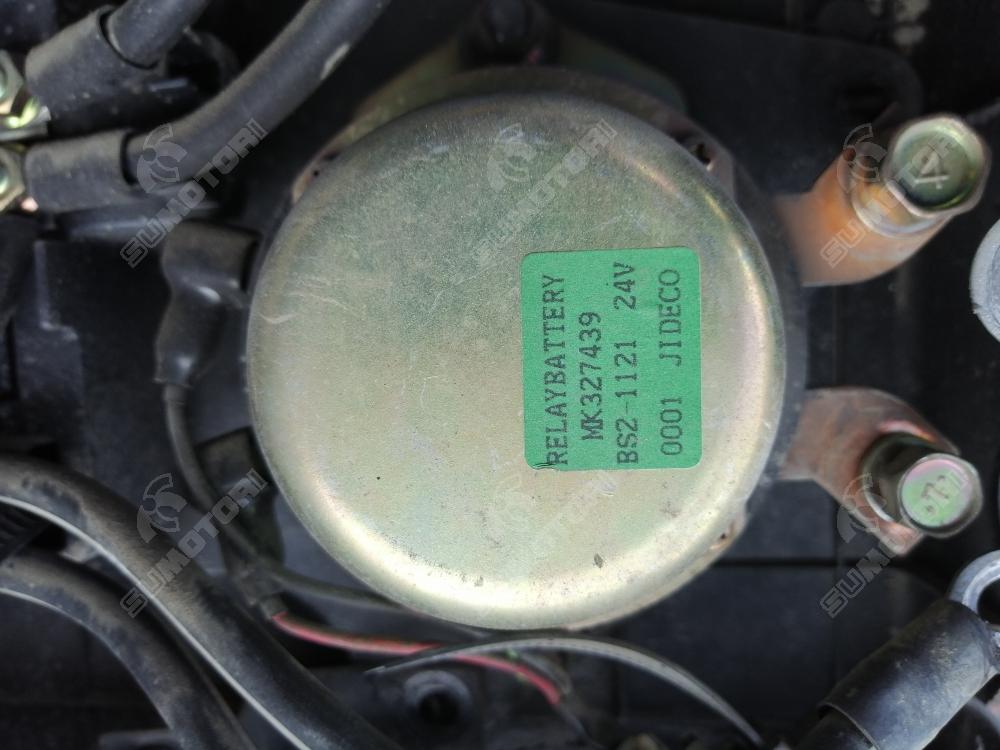 RELAYBATTERY
MK327439
BS2-1121 24V
0001 JIDECO
SUMOTORI
SUMOTORI
SUMOTORI
SUMOTORI
SUMOTORI
SUMOTORI